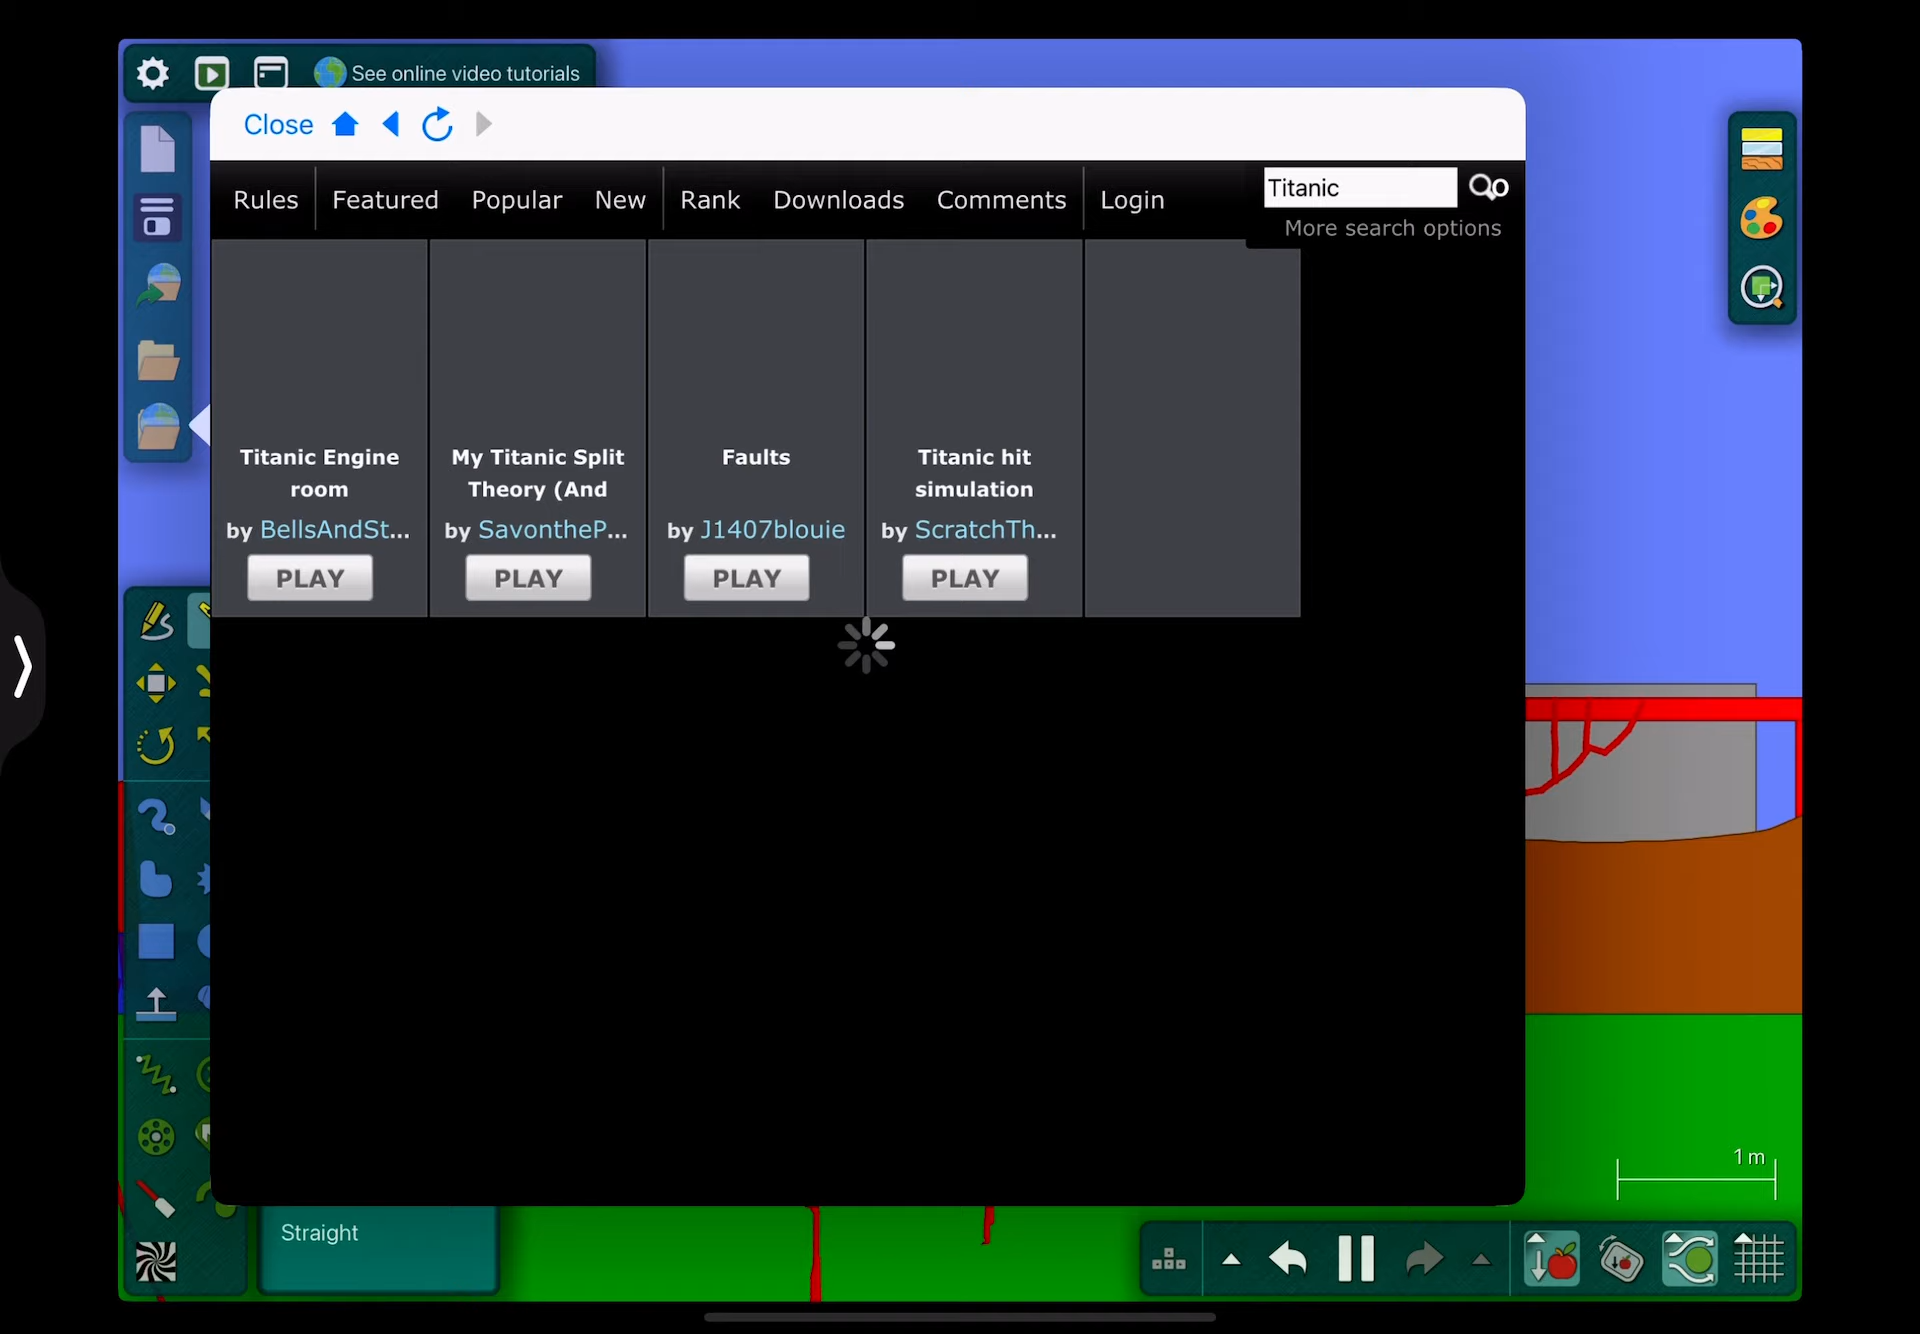 See online video tutorials
Close
Rules Featured Popular New Rank Downloads Comments Login Titanic
More search options
Titanic Engine room
by BellsAndSt...
PLAY
My Titanic Split Theory (And
by SavontheP...
PLAY
Faults
by J1407blouie
PLAY
Titanic hit simulation
by ScratchTh...
PLAY
1 m
Straight